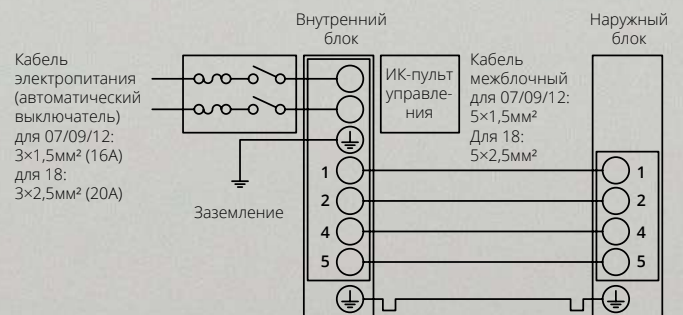 Внутренний
блок
Наружный
блок
Кабель
электропитания
(автоматический
выключатель)
для 07/09/12:
3×1,5мм² (16А)
для 18:
3×2,5мм² (20А)
ИК-пульт
управле-
ния
Кабель
межблочный
для 07/09/12:
5×1,5мм²
Для 18:
5×2,5мм²
Заземление
1
2
4
5
1
2
4
5